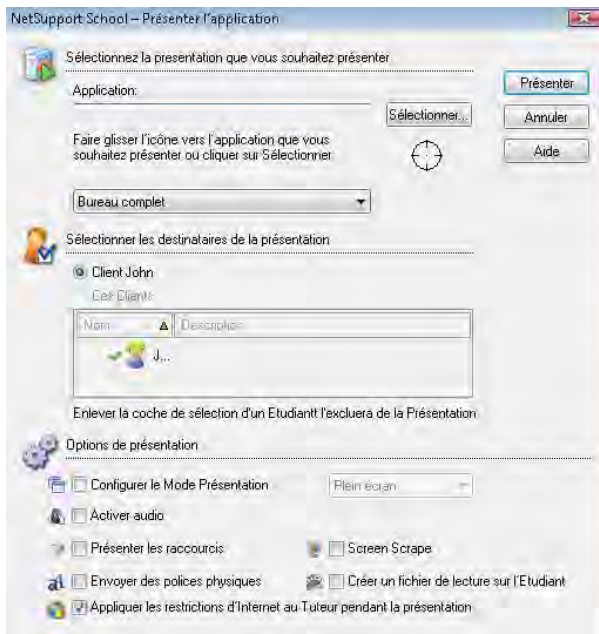 NetSupport School – Présenter l'application
Sélectionnez la presentation que vous souhaitez présenter
Application:
Présenter
Sélectionner...
Annuler
Faire glisser l'icône vers l'application que vous
souhaitez présenter ou cliquer sur Sélectionner
Aide
Bureau complet
Sélectionner les destinataires de la présentation
Client John
Ces Clients
Nom Description
J...
Enlever la coche de sélection d'un Etudiantt l'excluera de la Présentation
Options de présentation
Configurer le Mode Présentation Plein écran
Activer audio
Présenter les raccourcis Screen Scrape
Envoyer des polices physiques Créer un fichier de lecture sur l'Etudiant
Appliquer les restrictions d'Internet au Tuteur pendant la présentation